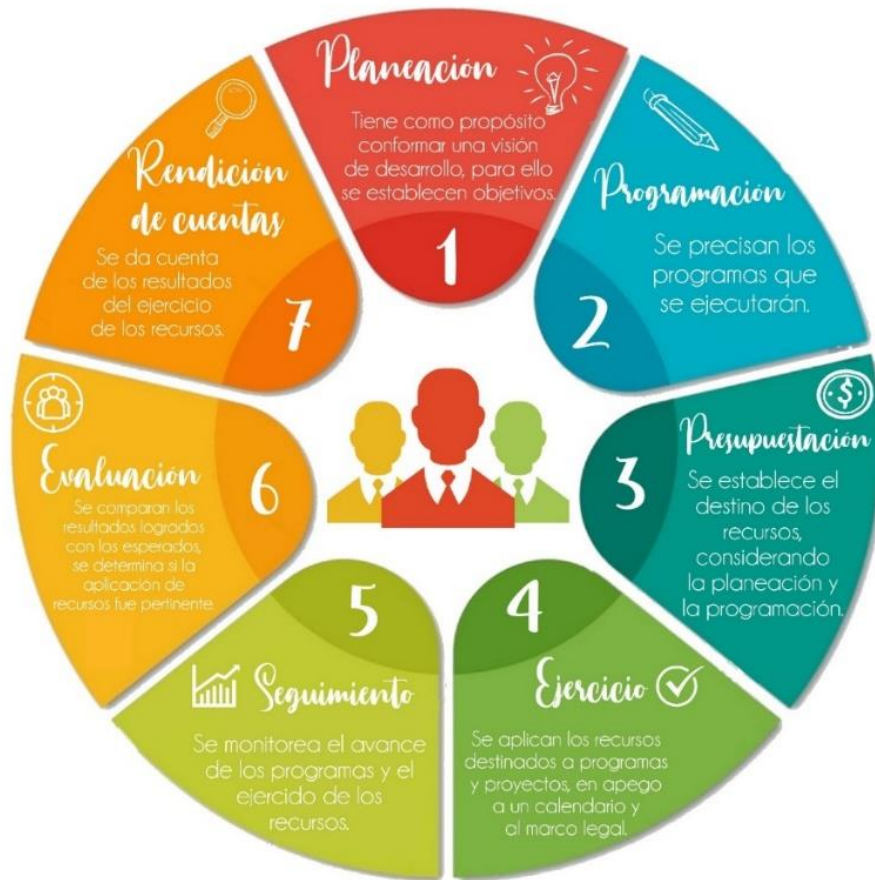 Planeación
Tiene como propósito
conformar una visión
de desarrollo, para ello
se establecen objetivos.
1
Programación
Se precisan los
programas que
se ejecutarán.
2
Presupuestación
Se establece el
destino de los
recursos,
considerando
la planeación y
la programación.
3
4
Ejercicio
Se aplican los recursos
destinados a programas
y proyectos, en apego
a un calendario y
al marco legal.
5
Seguimiento
Se monitorea el avance
de los programas y el
ejercido de los
recursos.
6
Evaluación
Se comparan los
resultados logrados
con los esperados,
se determina si la
aplicación de
recursos fue pertinente.
Rendición
de cuentas
Se da cuenta
de los resultados
del ejercicio
de los recursos.
7
$